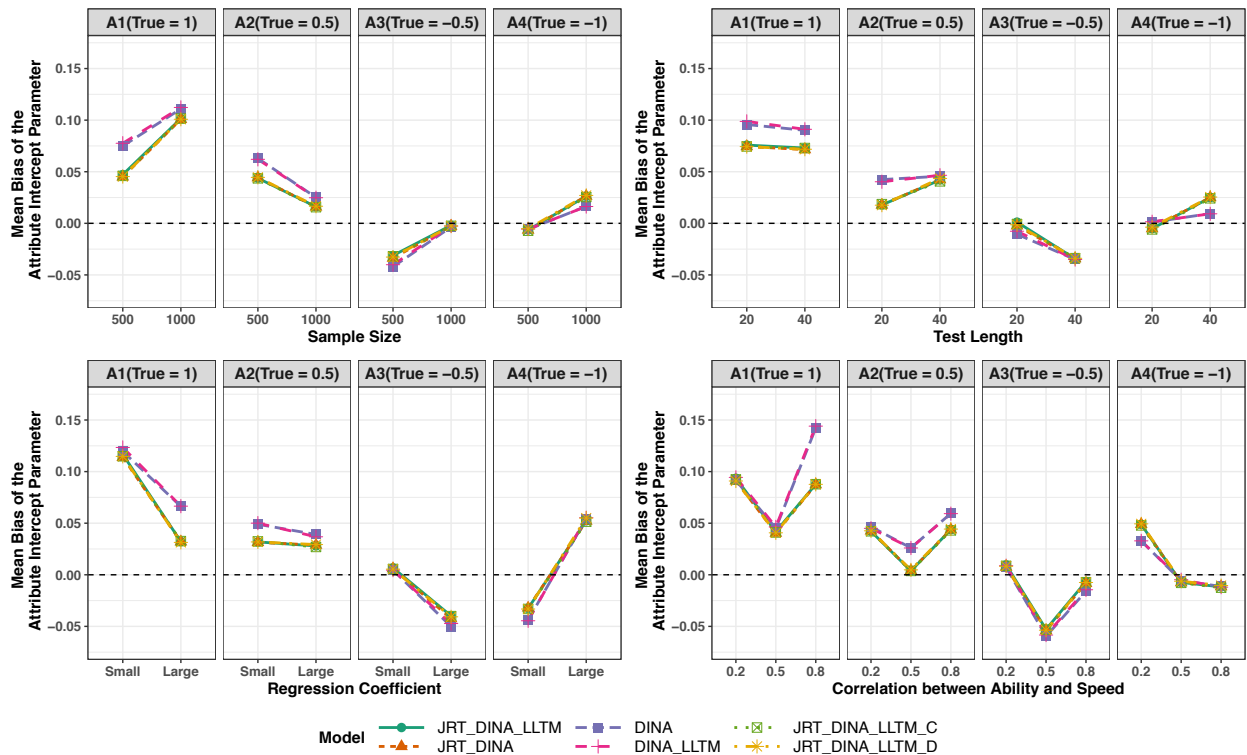 A1(True = 1) A2(True = 0.5) A3(True = −0.5) A4(True = −1)
Mean Bias of the
Attribute Intercept Parameter
0.15
0.10
0.05
0.00
−0.05
500 1000 500 1000 500 1000 500 1000
Sample Size
A1(True = 1) A2(True = 0.5) A3(True = −0.5) A4(True = −1)
Mean Bias of the
Attribute Intercept Parameter
0.15
0.10
0.05
0.00
−0.05
20 40 20 40 20 40 20 40
Test Length
A1(True = 1) A2(True = 0.5) A3(True = −0.5) A4(True = −1)
Mean Bias of the
Attribute Intercept Parameter
0.15
0.10
0.05
0.00
−0.05
Small Large Small Large Small Large Small Large
Regression Coefficient
A1(True = 1) A2(True = 0.5) A3(True = −0.5) A4(True = −1)
Mean Bias of the
Attribute Intercept Parameter
0.15
0.10
0.05
0.00
−0.05
0.2 0.5 0.8 0.2 0.5 0.8 0.2 0.5 0.8 0.2 0.5 0.8
Correlation between Ability and Speed
Model
JRT_DINA_LLTM DINA JRT_DINA_LLTM_C
JRT_DINA DINA_LLTM JRT_DINA_LLTM_D